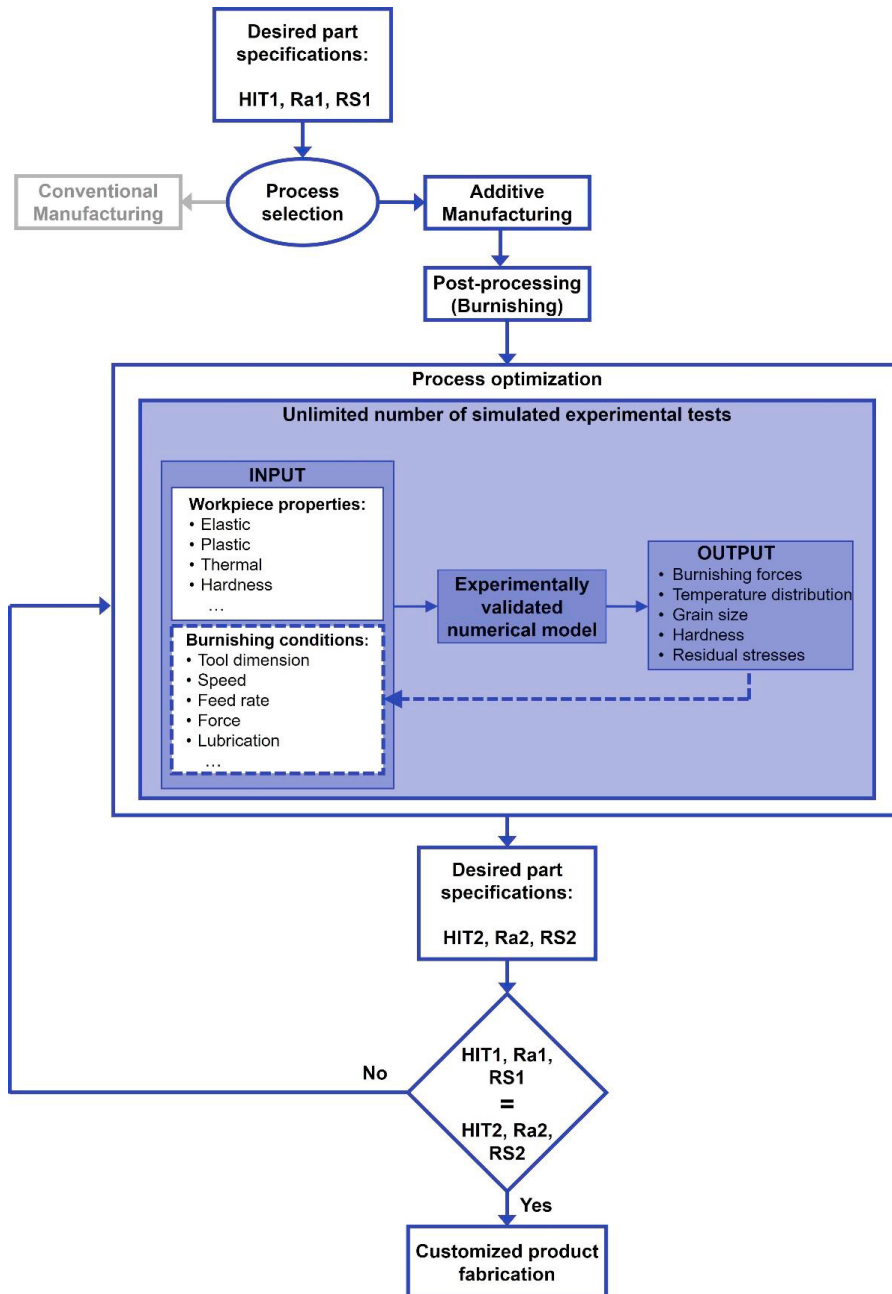 Desired part
specifications:
HIT1, Ra1, RS1
Conventional
Manufacturing
Process
selection
Additive
Manufacturing
Post-processing
(Burnishing)
Process optimization
Unlimited number of simulated experimental tests
INPUT
Workpiece properties:
• Elastic
• Plastic
• Thermal
• Hardness
...
Burnishing conditions:
• Tool dimension
• Speed
• Feed rate
• Force
• Lubrication
...
Experimentally
validated
numerical model
OUTPUT
• Burnishing forces
• Temperature distribution
• Grain size
• Hardness
• Residual stresses
Desired part
specifications:
HIT2, Ra2, RS2
HIT1, Ra1,
RS1
=
HIT2, Ra2,
RS2
No
Yes
Customized product
fabrication